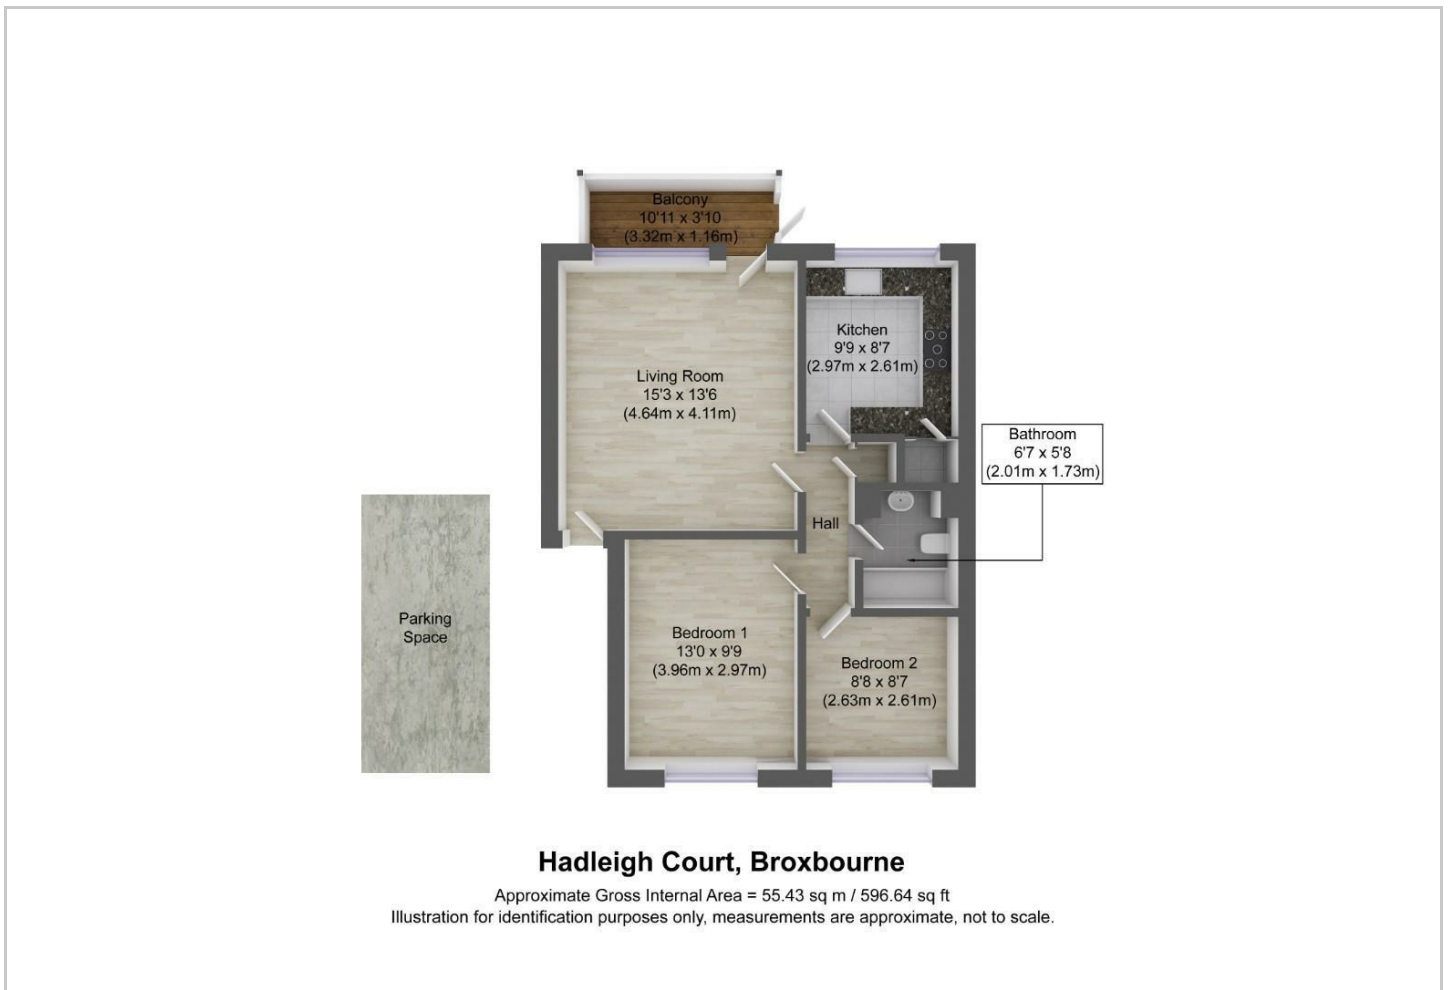 Balcony
10'11 x 3'10
(3.32m x 1.16m)
Kitchen
9'9 x 8'7
(2.97m x 2.61m)
Living Room
15'3 x 13'6
(4.64m x 4.11m)
Bathroom
6'7 x 5'8
(2.01m x 1.73m)
Hall
Parking
Space
Bedroom 1
13'0 x 9'9
(3.96m x 2.97m)
Bedroom 2
8'8 x 8'7
(2.63m x 2.61m)
Hadleigh Court, Broxbourne
Approximate Gross Internal Area = 55.43 sq m / 596.64 sq ft
Illustration for identification purposes only, measurements are approximate, not to scale.